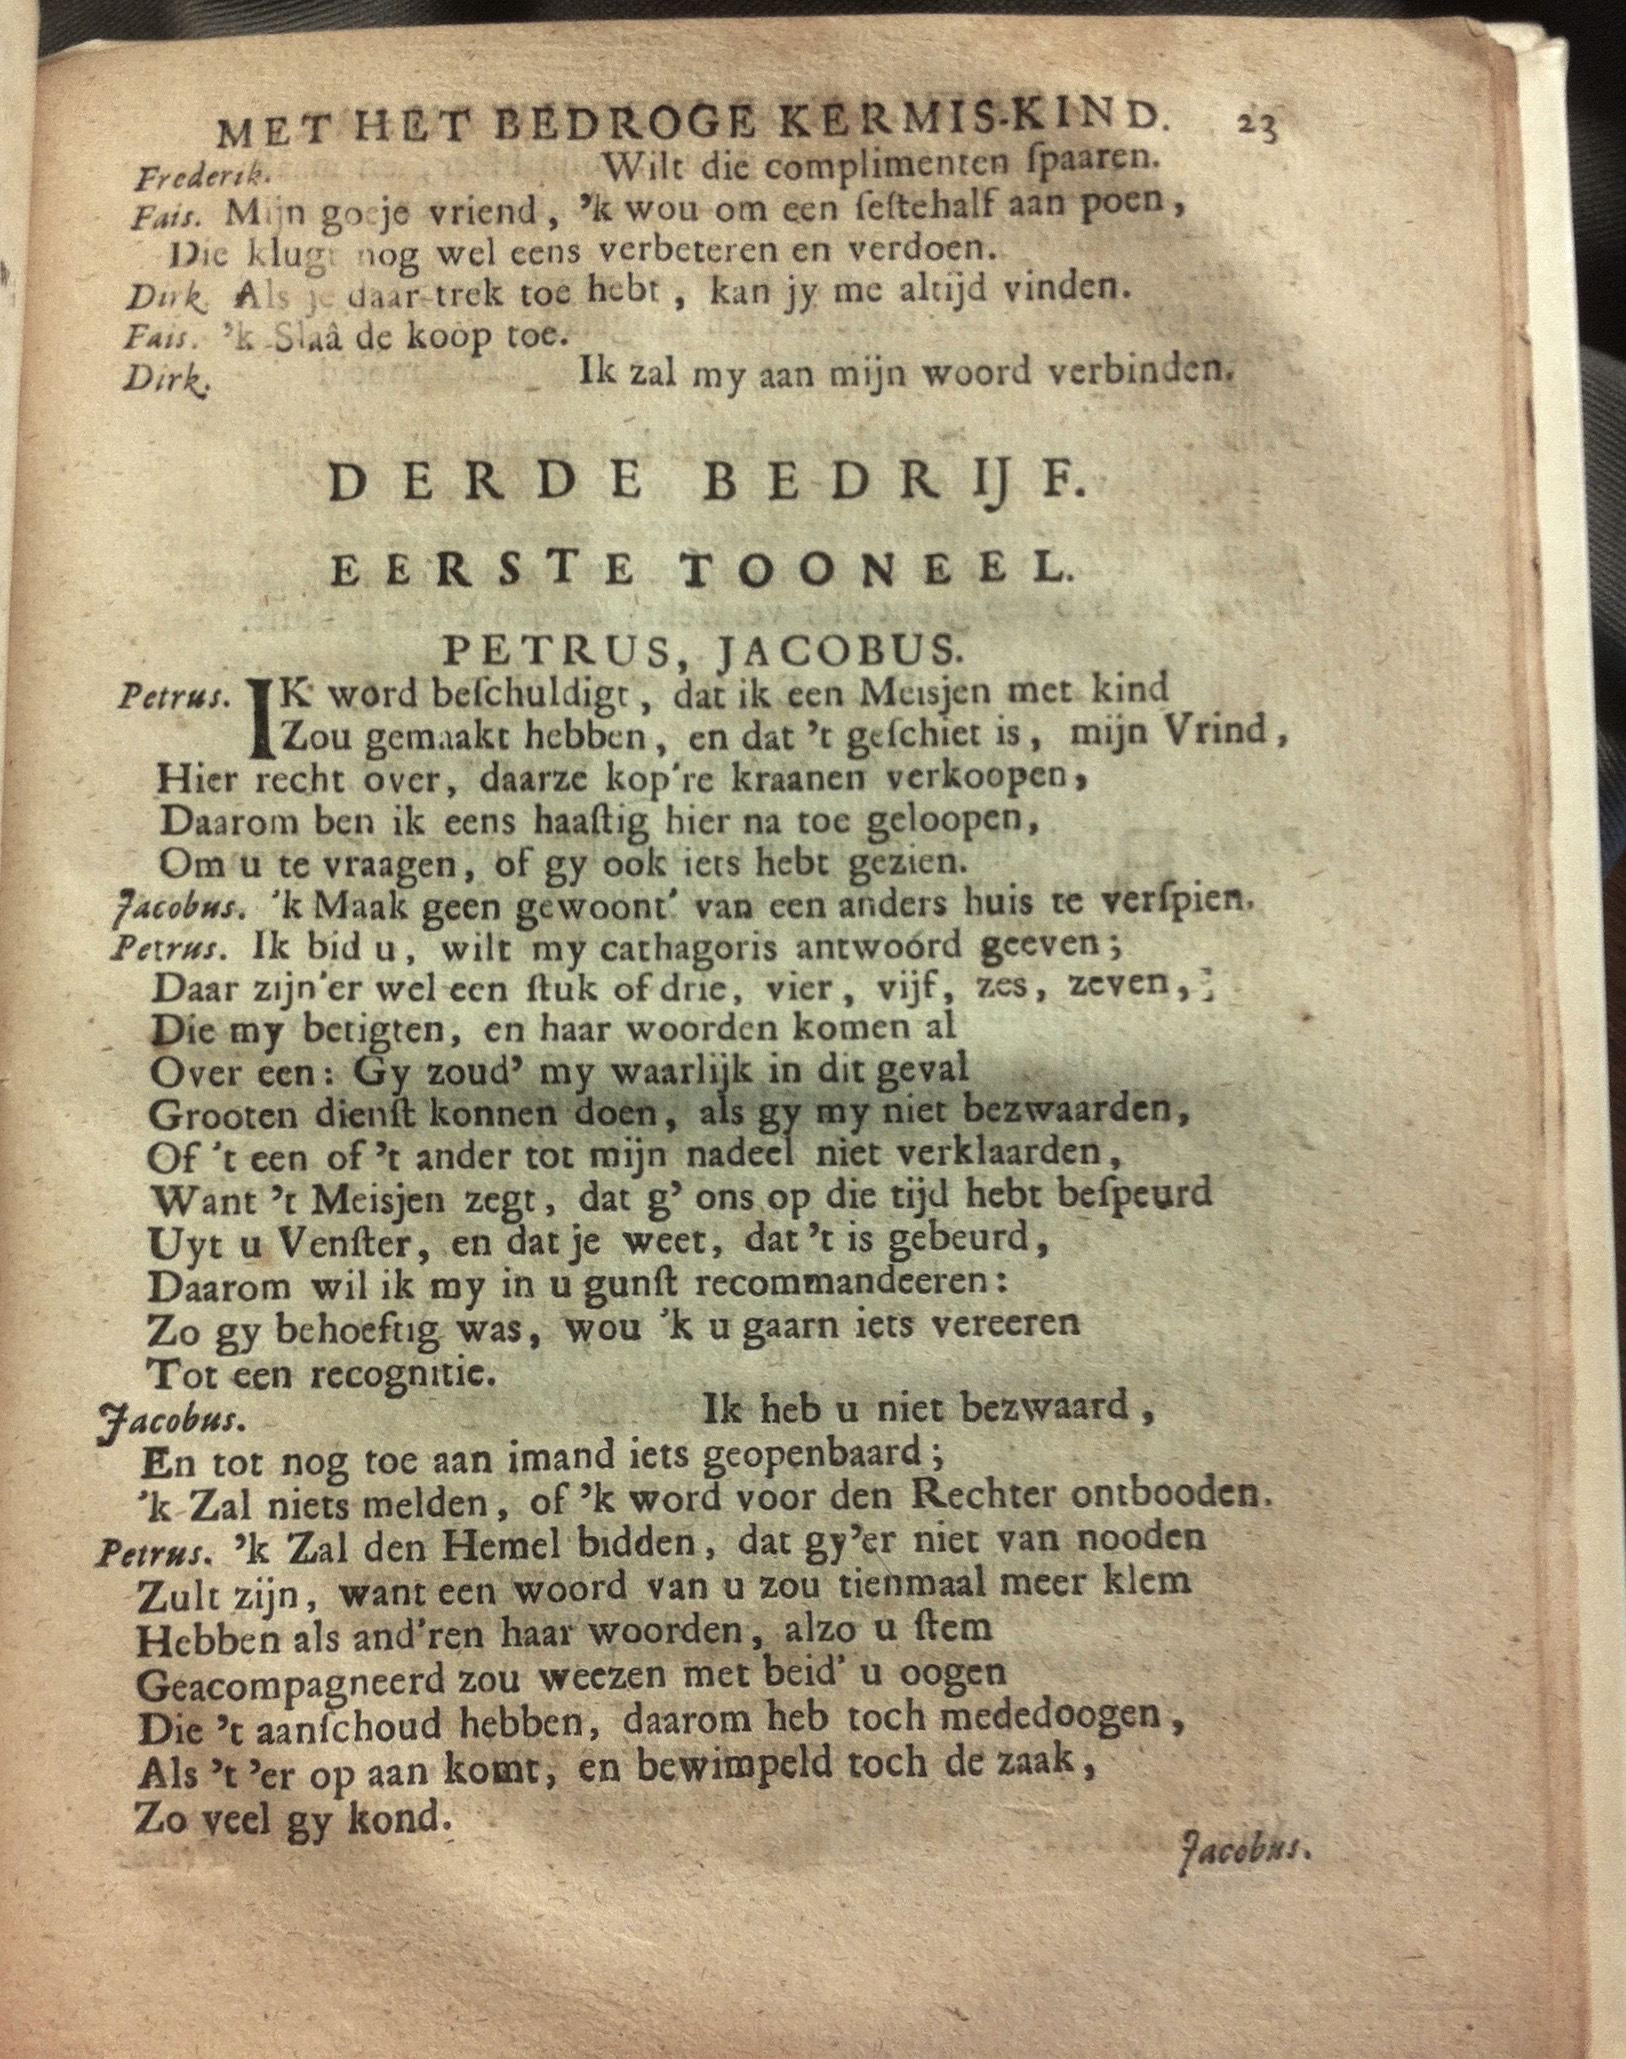 MET HET BEDROGE KERMIS-KIND. 23
Frederik. Wilt die complimenten ſpaaren.
Fais. Mijn goeje vriend, 'k wou om een ſeſtehalf aan poen,
Die klugt nog wel eens verbeteren en verdoen.
Dirk. Als je daar trek toe hebt, kan jy me altijd vinden.
Fais. 'k Slaâ de koop toe.
Dirk. Ik zal my aan mijn woord verbinden.
DERDE BEDRIJF.
EERSTE TOONEEL.
PETRUS, JACOBUS.
Petrus. IK word beſchuldigt, dat ik een Meisjen met kind
Zou gemaakt hebben, en dat 't geſchiet is, mijn Vrind,
Hier recht over, daarze kop're kraanen verkoopen,
Daarom ben ik eens haaſtig hier na toe geloopen,
Om u te vraagen, of gy ook iets hebt gezien.
Jacobus. 'k Maak geen gewoont' van een anders huis te verſpien.
Petrus. Ik bid u, wilt my cathagoris antwoord geeven;
Daar zijn'er wel een ſtuk of drie, vier, vijf, zes, zeven,
Die my betigten, en haar woorden komen al
Over een: Gy zoud' my waarlijk in dit geval
Grooten dienſt konnen doen, als gy my niet bezwaarden,
Of 't een of 't ander tot mijn nadeel niet verklaarden,
Want 't Meisjen zegt, dat g' ons op die tijd hebt beſpeurd
Uyt u Venſter, en dat je weet, dat 't is gebeurd,
Daarom wil ik my in u gunſt recommandeeren:
Zo gy behoeftig was, wou 'k u gaarn iets vereeren
Tot een recognitie.
Jacobus. Ik heb u niet bezwaard,
En tot nog toe aan imand iets geopenbaard;
'k Zal niets melden, of 'k word voor den Rechter ontbooden.
Petrus. 'k Zal den Hemel bidden, dat gy'er niet van nooden
Zult zijn, want een woord van u zou tienmaal meer klem
Hebben als and'ren haar woorden, alzo u ſtem
Geacompagneerd zou weezen met beid' u oogen
Die 't aanſchoud hebben, daarom heb toch mededoogen,
Als 't 'er op aan komt, en bewimpeld toch de zaak,
Zo veel gy kond.
Jacobus.